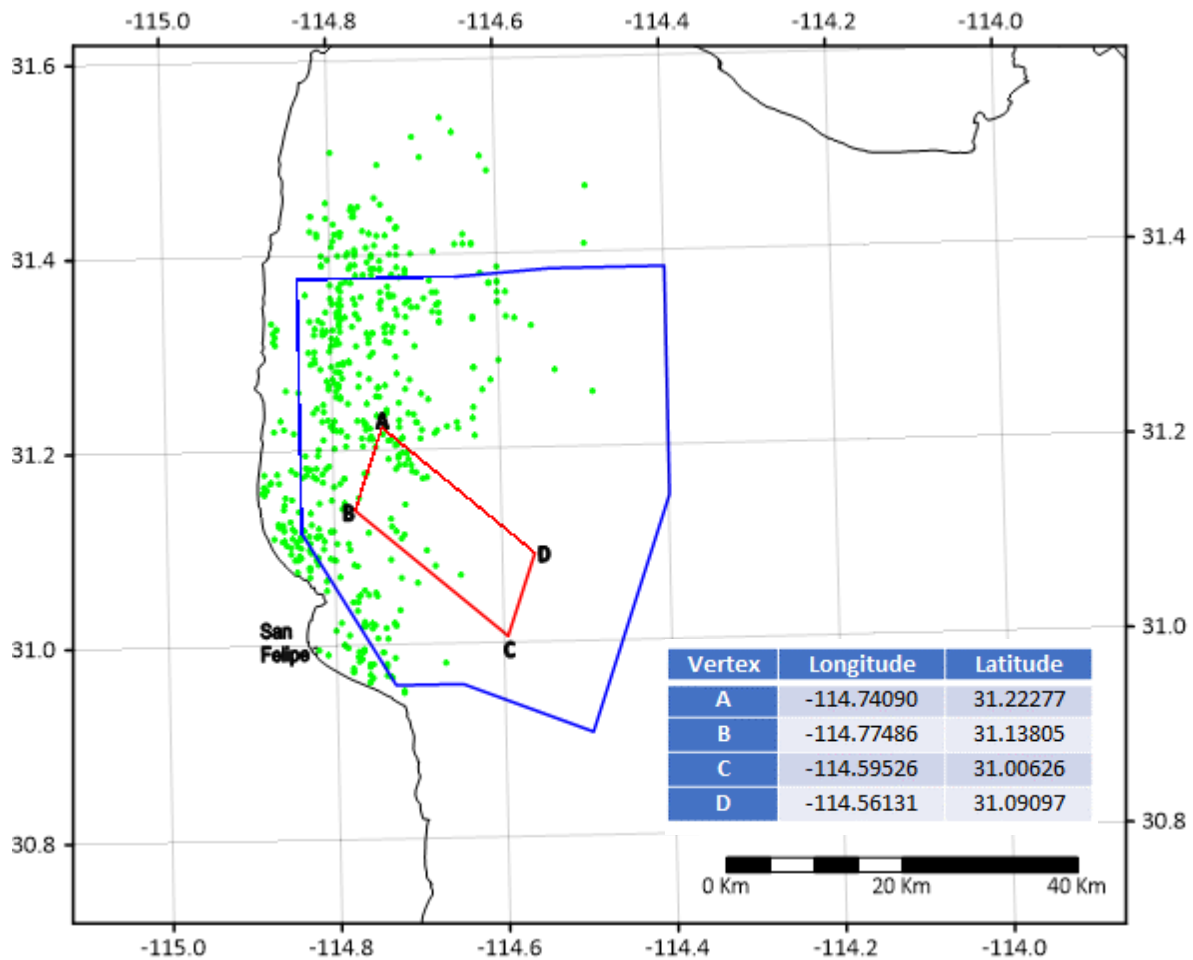 -115.0 -114.8 -114.6 -114.4 -114.2 -114.0
31.6
31.4
31.4
A
31.2
31.2
B
D
San
Felipe
C
31.0
31.0
Vertex Longitude Latitude
A -114.74090 31.22277
B -114.77486 31.13805
C -114.59526 31.00626
D -114.56131 31.09097
30.8
30.8
0 Km 20 Km 40 Km
-115.0 -114.8 -114.6 -114.4 -114.2 -114.0